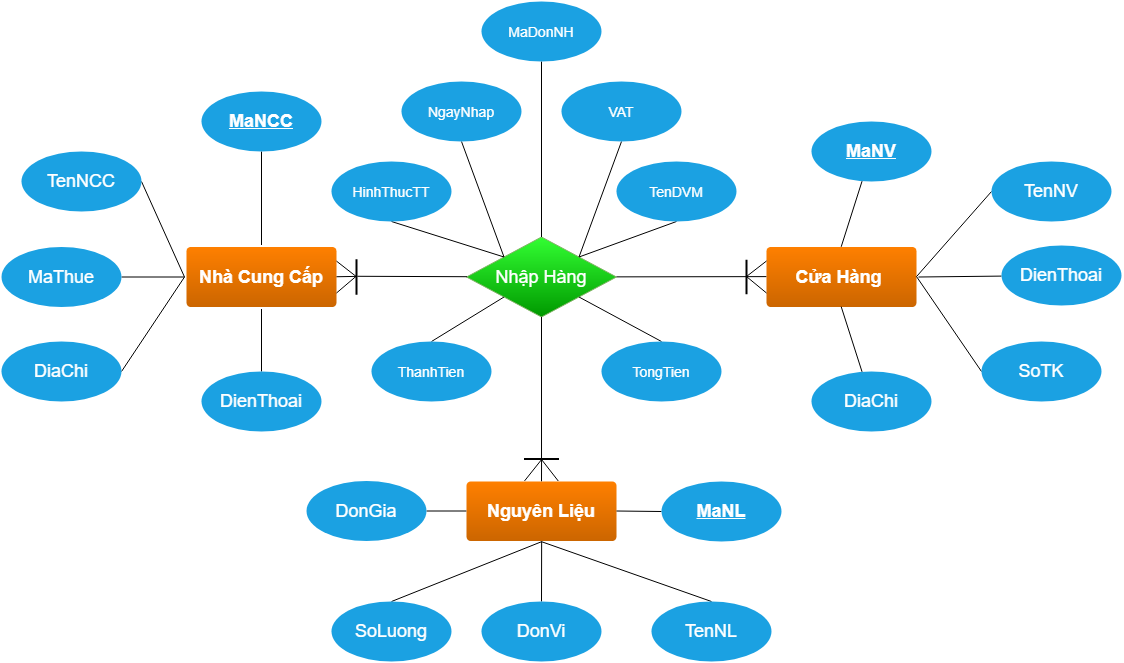 MaDonNH
NgayNhap
VAT
MaNCC
MaNV
TenNCC
HinhThucTT
TenDVM
TenNV
MaThue
Nhà Cung Cấp
Nhập Hàng
Cửa Hàng
DienThoai
DiaChi
DienThoai
ThanhTien
TongTien
DiaChi
SoTK
DonGia
Nguyên Liệu
MaNL
SoLuong
DonVi
TenNL